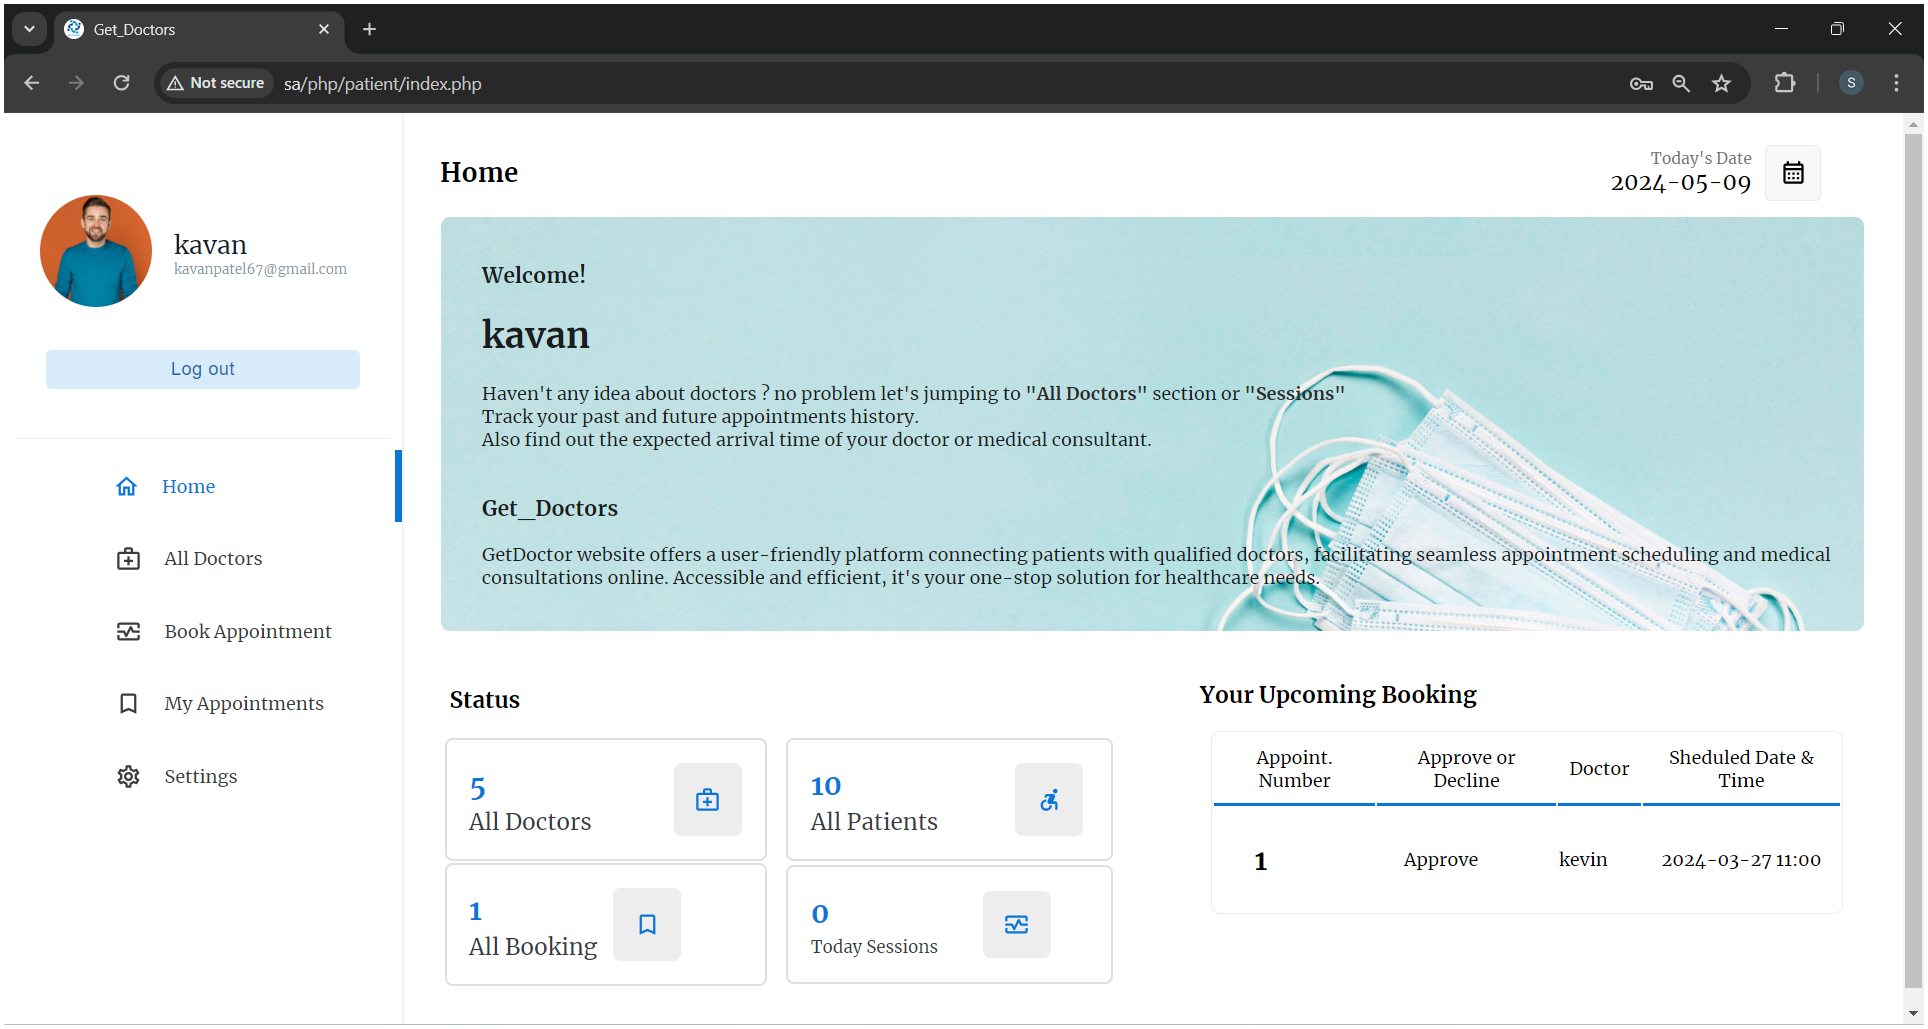 Get_Doctors
Not secure
sa/php/patient/index.php
S
kavan
kavanpatel67@gmail.com
Log out
Home
All Doctors
Book Appointment
My Appointments
Settings
Home
Today's Date
2024-05-09
Welcome!
kavan
Haven't any idea about doctors ? no problem let's jumping to "All Doctors" section or "Sessions"
Track your past and future appointments history.
Also find out the expected arrival time of your doctor or medical consultant.
Get_Doctors
GetDoctor website offers a user-friendly platform connecting patients with qualified doctors, facilitating seamless appointment scheduling and medical
consultations online. Accessible and efficient, it's your one-stop solution for healthcare needs.
Status
5
All Doctors
10
All Patients
1
All Booking
0
Today Sessions
Your Upcoming Booking
Appoint.
Number
Approve or
Decline
Doctor
Sheduled Date &
Time
1
Approve
kevin
2024-03-27 11:00